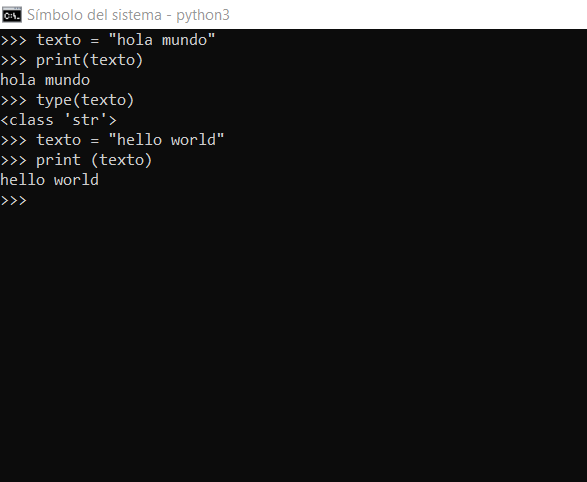 Símbolo del sistema - python3
>>> texto = "hola mundo"
>>> print(texto)
hola mundo
>>> type(texto)
<class 'str'>
>>> texto = "hello world"
>>> print (texto)
hello world
>>>